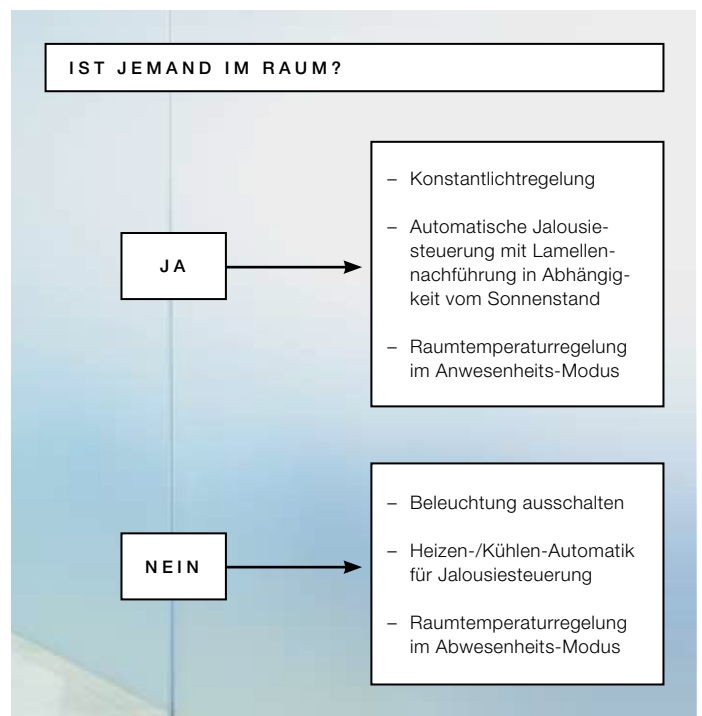 IST JEMAND IM RAUM?
JA
– Konstantlichtregelung
– Automatische Jalousie-
steuerung mit Lamellen-
nachführung in Abhängig-
keit vom Sonnenstand
– Raumtemperaturregelung
im Anwesenheits-Modus
NEIN
– Beleuchtung ausschalten
– Heizen-/Kühlen-Automatik
für Jalousiesteuerung
– Raumtemperaturregelung
im Abwesenheits-Modus